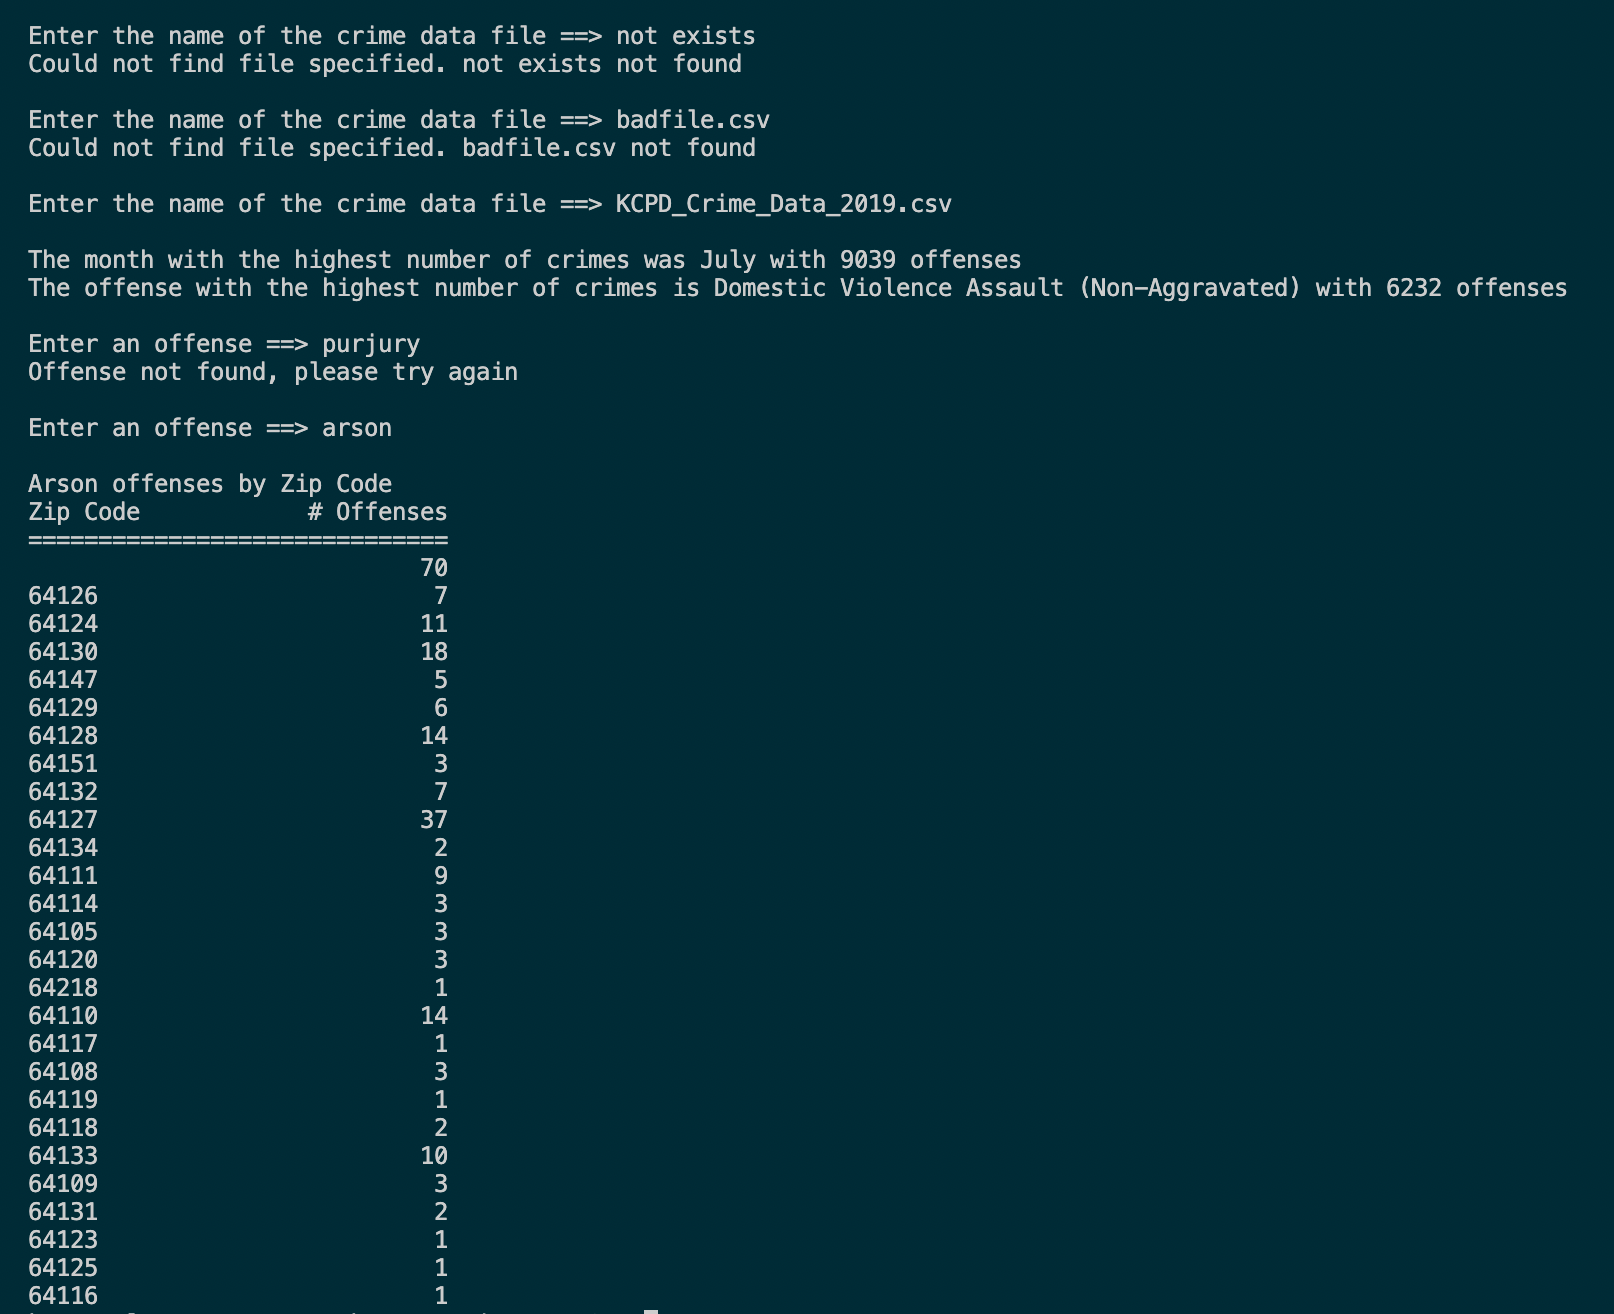 Enter the name of the crime data file ==> not exists
Could not find file specified. not exists not found
Enter the name of the crime data file ==> badfile.csv
Could not find file specified. badfile.csv not found
Enter the name of the crime data file ==> KCPD_Crime_Data_2019.csv
The month with the highest number of crimes was July with 9039 offenses
The offense with the highest number of crimes is Domestic Violence Assault (Non-Aggravated) with 6232 offenses
Enter an offense ==> purjury
Offense not found, please try again
Enter an offense ==> arson
Arson offenses by Zip Code
Zip Code            # Offenses
==============================
                            70
64126                        7
64124                       11
64130                       18
64147                        5
64129                        6
64128                       14
64151                        3
64132                        7
64127                       37
64134                        2
64111                        9
64114                        3
64105                        3
64120                        3
64218                        1
64110                       14
64117                        1
64108                        3
64119                        1
64118                        2
64133                       10
64109                        3
64131                        2
64123                        1
64125                        1
64116                        1